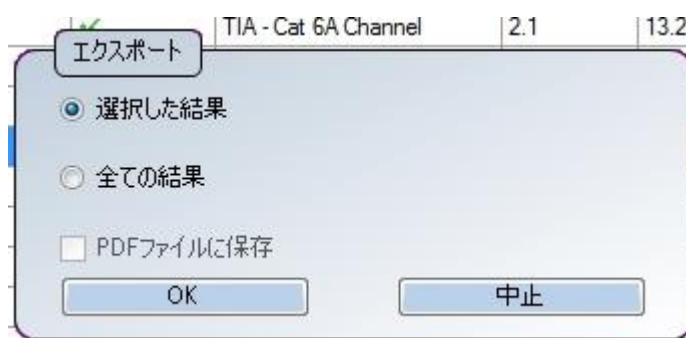 TIA - Cat 6A Channel 2.1 13.2
エクスポート
選択した結果
全ての結果
PDFファイルに保存
OK 中止